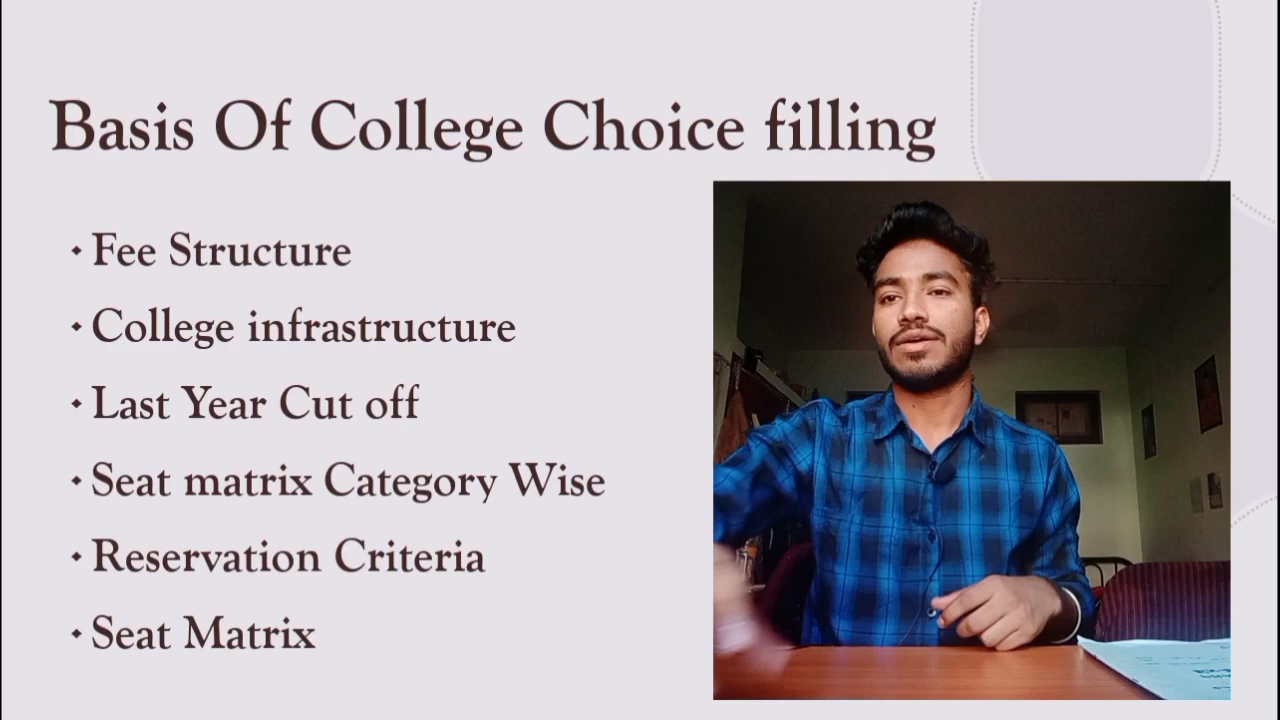 Basis Of College Choice filling
• Fee Structure
• College infrastructure
• Last Year Cut off
• Seat matrix Category Wise
• Reservation Criteria
• Seat Matrix